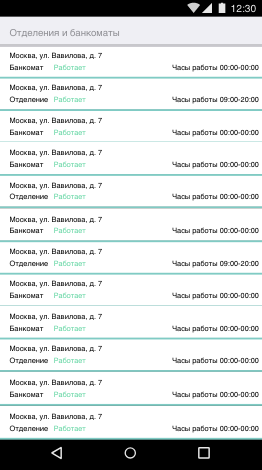 12:30
Отделения и банкоматы
Москва, ул. Вавилова, д. 7
Банкомат Работает Часы работы 00:00-00:00
Москва, ул. Вавилова, д. 7
Отделение Работает Часы работы 09:00-20:00
Москва, ул. Вавилова, д. 7
Банкомат Работает Часы работы 00:00-00:00
Москва, ул. Вавилова, д. 7
Банкомат Работает Часы работы 00:00-00:00
Москва, ул. Вавилова, д. 7
Отделение Работает Часы работы 00:00-00:00
Москва, ул. Вавилова, д. 7
Банкомат Работает Часы работы 00:00-00:00
Москва, ул. Вавилова, д. 7
Отделение Работает Часы работы 09:00-20:00
Москва, ул. Вавилова, д. 7
Банкомат Работает Часы работы 00:00-00:00
Москва, ул. Вавилова, д. 7
Банкомат Работает Часы работы 00:00-00:00
Москва, ул. Вавилова, д. 7
Отделение Работает Часы работы 00:00-00:00
Москва, ул. Вавилова, д. 7
Банкомат Работает Часы работы 00:00-00:00
Москва, ул. Вавилова, д. 7
Отделение Работает Часы работы 00:00-00:00